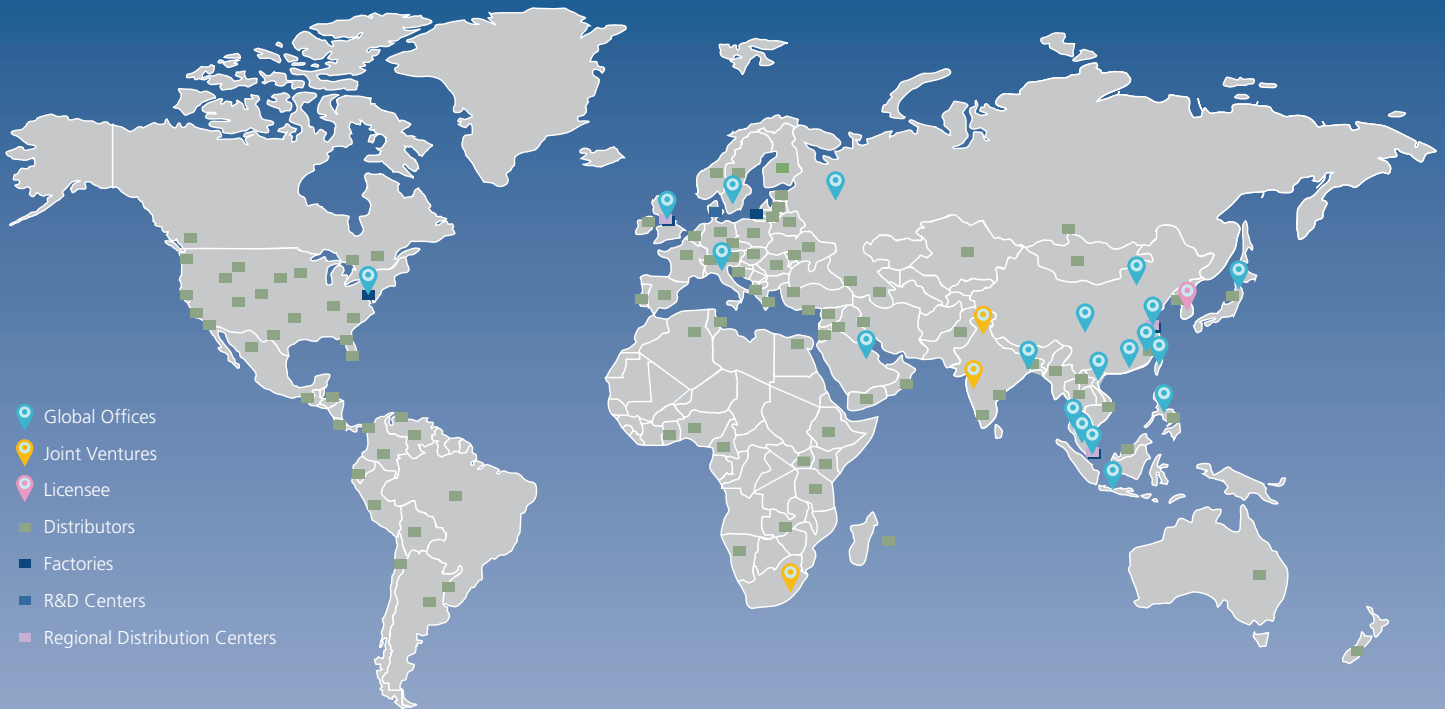 Global Offices
Joint Ventures
Licensee
Distributors
Factories
R&D Centers
Regional Distribution Centers